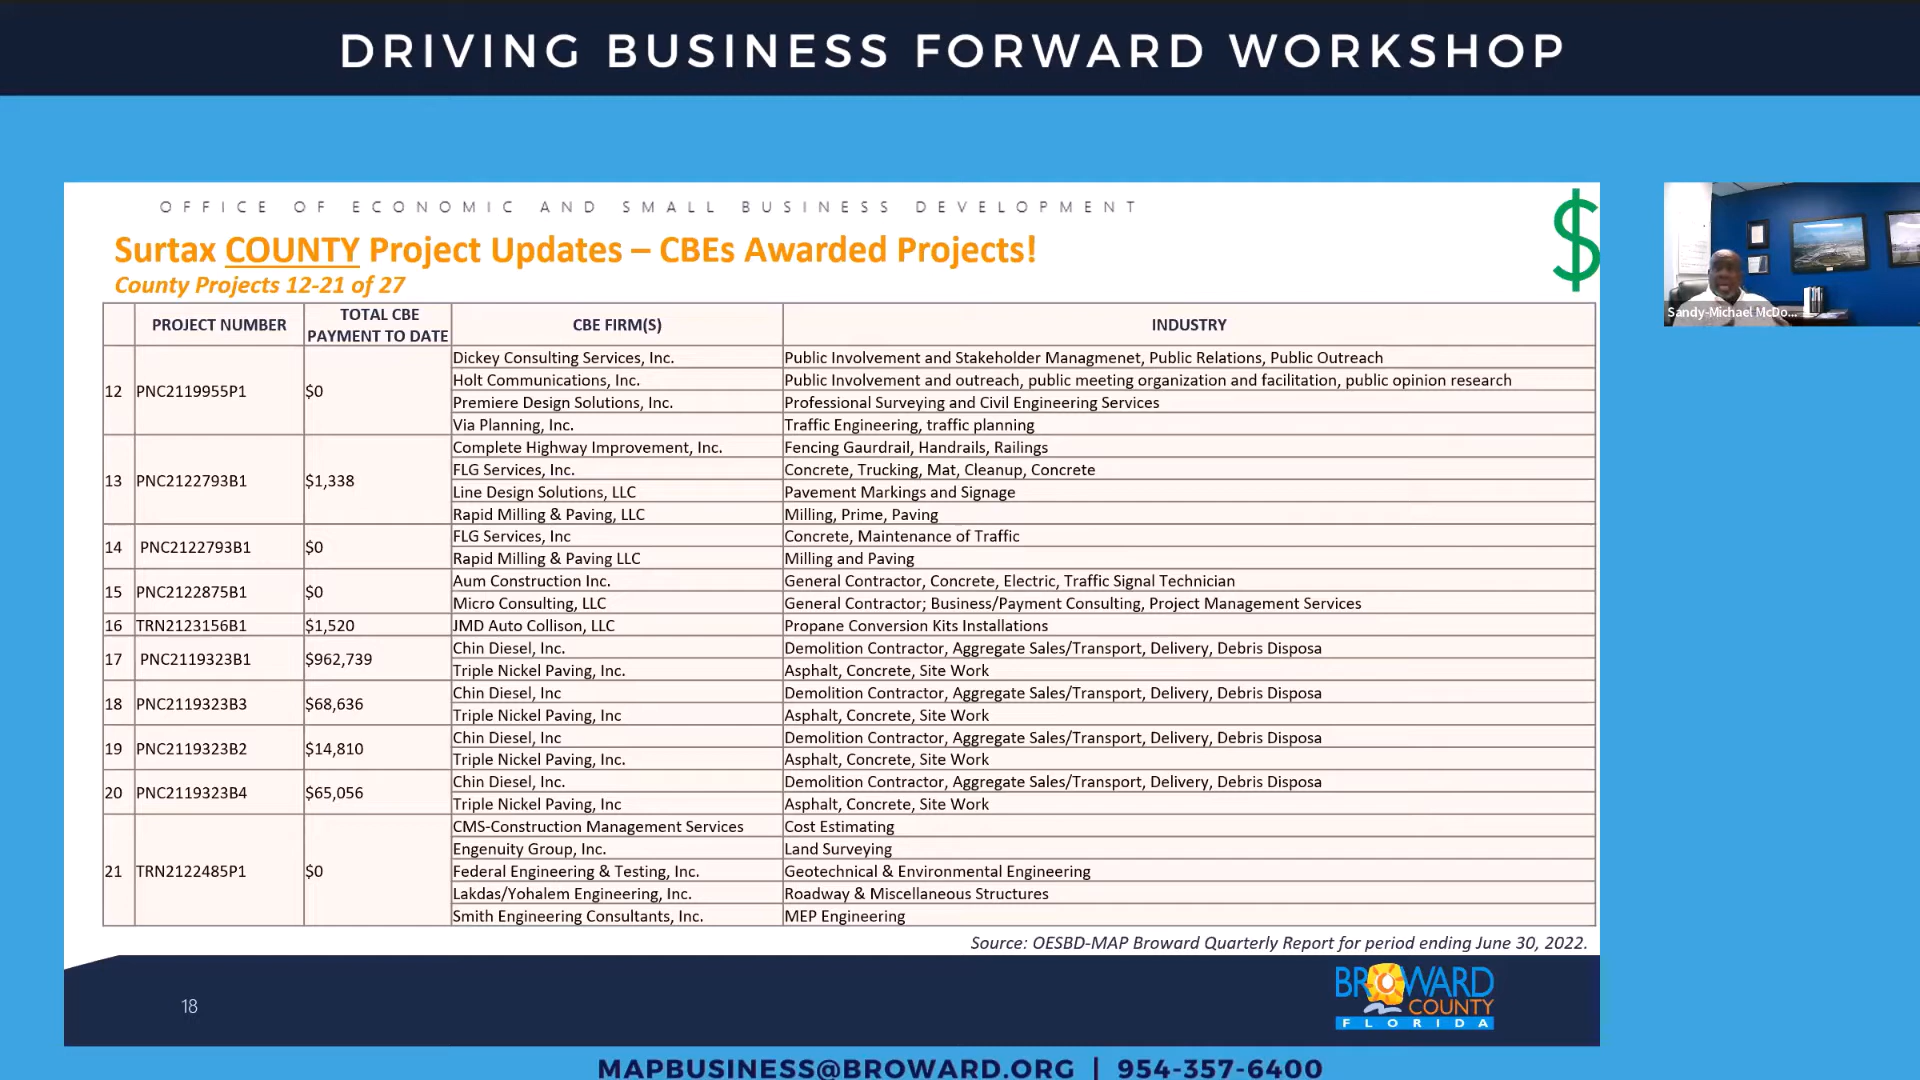 DRIVING BUSINESS FORWARD WORKSHOP
OFFICE OF ECONOMIC AND SMALL BUSINESS DEVELOPMENT
$
Surtax COUNTY Project Updates – CBEs Awarded Projects!
County Projects 12-21 of 27
PROJECT NUMBER TOTAL CBE PAYMENT TO DATE CBE FIRM(S) INDUSTRY
12 PNC2119955P1 $0 Dickey Consulting Services, Inc. Public Involvement and Stakeholder Managmenet, Public Relations, Public Outreach
Holt Communications, Inc. Public Involvement and outreach, public meeting organization and facilitation, public opinion research
Premiere Design Solutions, Inc. Professional Surveying and Civil Engineering Services
Via Planning, Inc. Traffic Engineering, traffic planning
13 PNC2122793B1 $1,338 Complete Highway Improvement, Inc. Fencing Gaurdrail, Handrails, Railings
FLG Services, Inc. Concrete, Trucking, Mat, Cleanup, Concrete
Line Design Solutions, LLC Pavement Markings and Signage
Rapid Milling & Paving, LLC Milling, Prime, Paving
14 PNC2122793B1 $0 FLG Services, Inc Concrete, Maintenance of Traffic
Rapid Milling & Paving LLC Milling and Paving
15 PNC2122875B1 $0 Aum Construction Inc. General Contractor, Concrete, Electric, Traffic Signal Technician
Micro Consulting, LLC General Contractor; Business/Payment Consulting, Project Management Services
16 TRN2123156B1 $1,520 JMD Auto Collison, LLC Propane Conversion Kits Installations
17 PNC2119323B1 $962,739 Chin Diesel, Inc. Demolition Contractor, Aggregate Sales/Transport, Delivery, Debris Disposa
Triple Nickel Paving, Inc. Asphalt, Concrete, Site Work
18 PNC2119323B3 $68,636 Chin Diesel, Inc Demolition Contractor, Aggregate Sales/Transport, Delivery, Debris Disposa
Triple Nickel Paving, Inc Asphalt, Concrete, Site Work
19 PNC2119323B2 $14,810 Chin Diesel, Inc Demolition Contractor, Aggregate Sales/Transport, Delivery, Debris Disposa
Triple Nickel Paving, Inc. Asphalt, Concrete, Site Work
20 PNC2119323B4 $65,056 Chin Diesel, Inc. Demolition Contractor, Aggregate Sales/Transport, Delivery, Debris Disposa
Triple Nickel Paving, Inc Asphalt, Concrete, Site Work
21 TRN2122485P1 $0 CMS-Construction Management Services Cost Estimating
Engenuity Group, Inc. Land Surveying
Federal Engineering & Testing, Inc. Geotechnical & Environmental Engineering
Lakdas/Yohalem Engineering, Inc. Roadway & Miscellaneous Structures
Smith Engineering Consultants, Inc. MEP Engineering
Source: OESBD-MAP Broward Quarterly Report for period ending June 30, 2022.
18
BROWARD
COUNTY
FLORIDA
Sandy-Michael McDo...
MAPBUSINESS@BROWARD.ORG | 954-357-6400